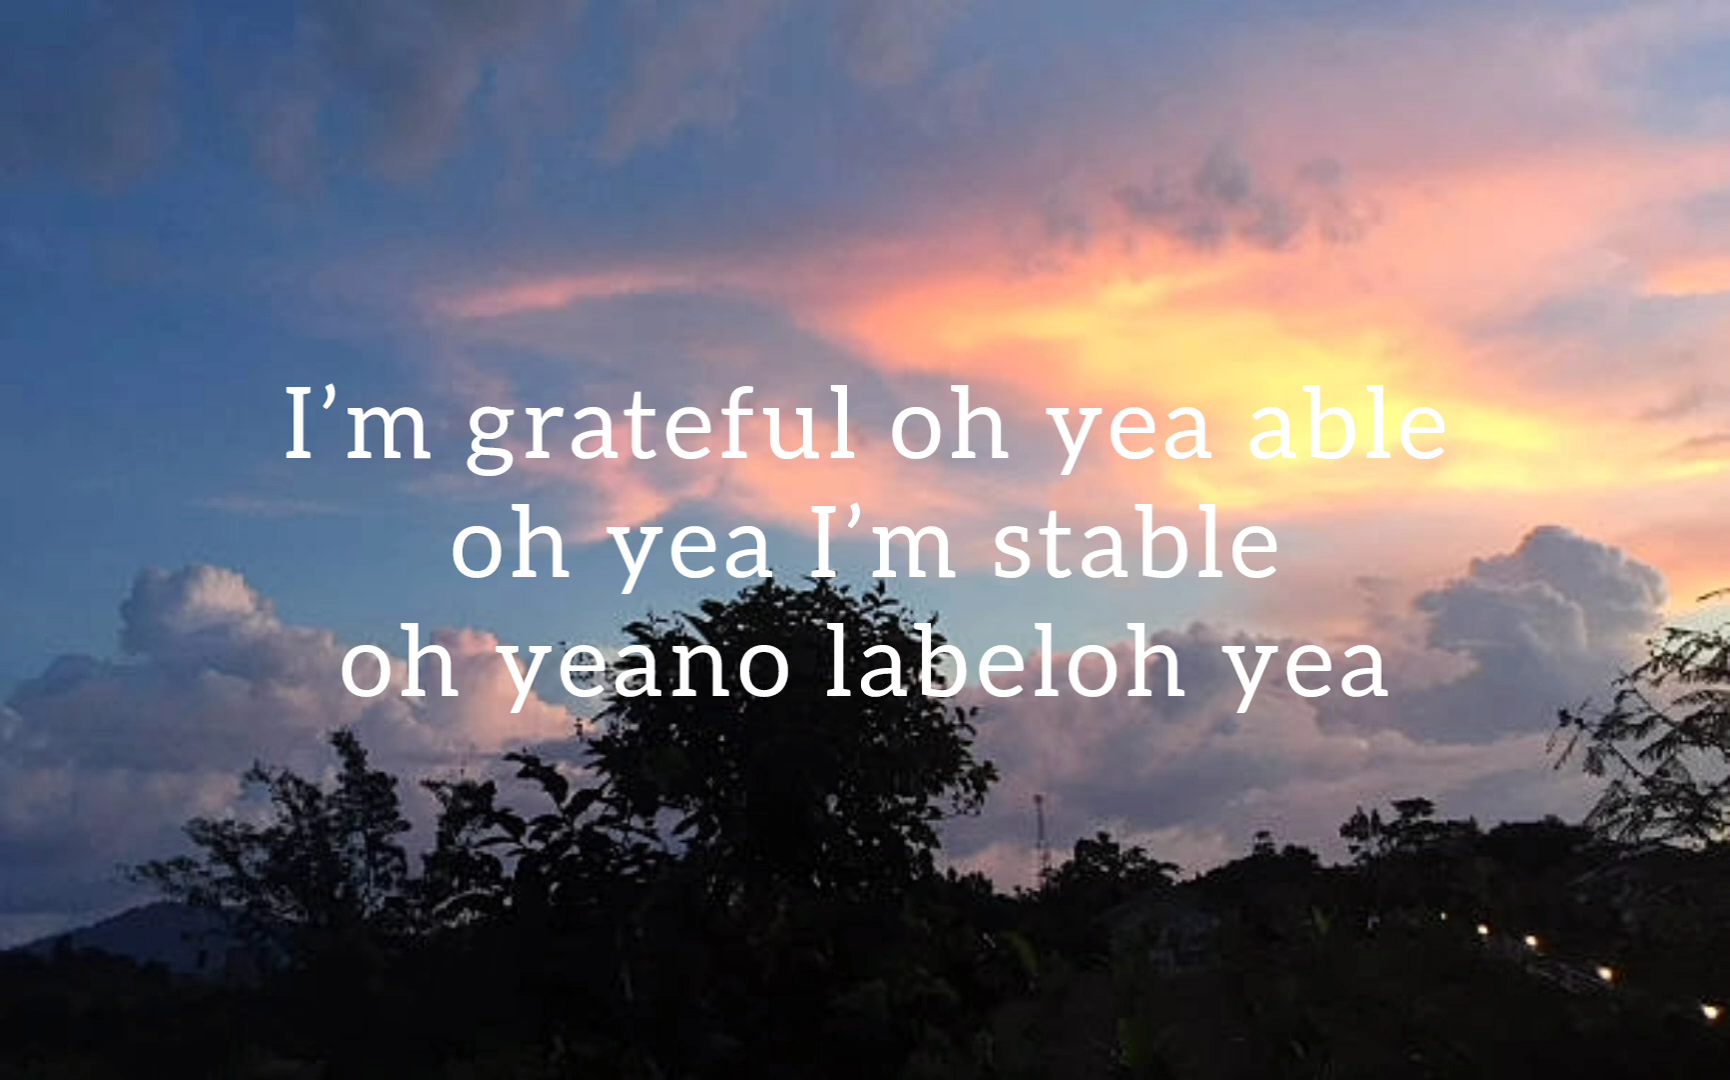 I’m grateful oh yea able
oh yea I’m stable
oh yeano labeloh yea